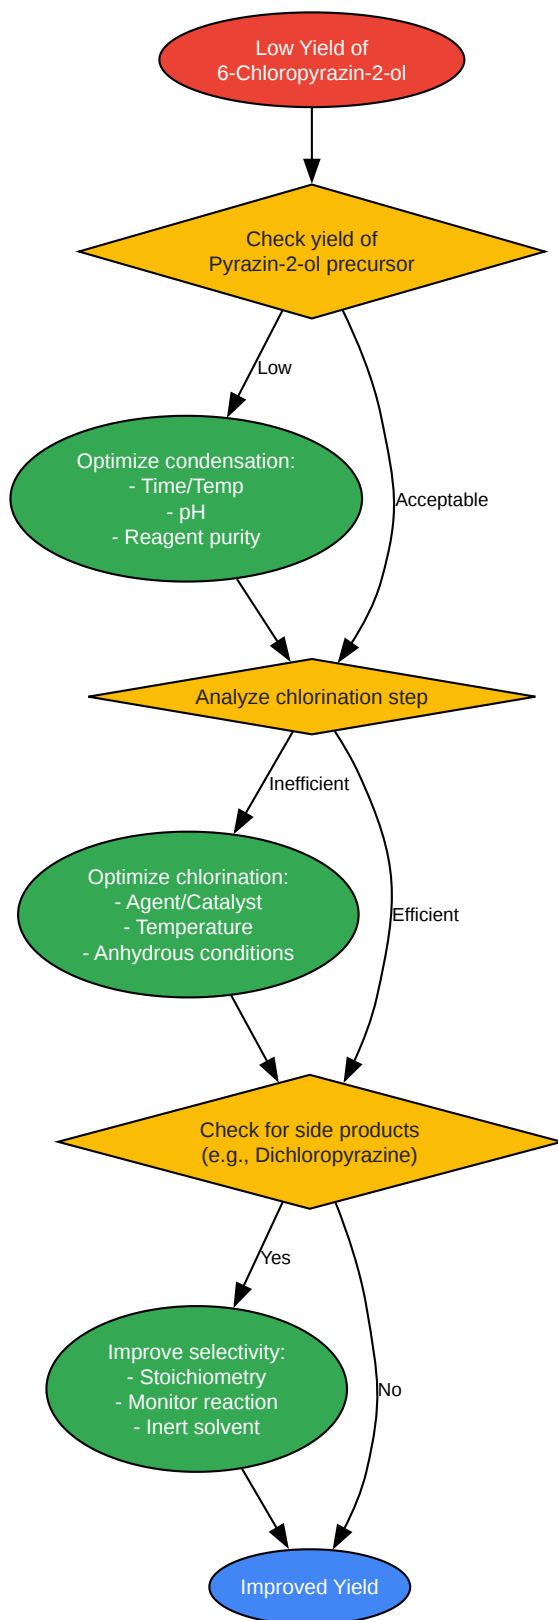 Low Yield of
6-Chloropyrazin-2-ol
Check yield of
Pyrazin-2-ol precursor
Low
Optimize condensation:
- Time/Temp
- pH
- Reagent purity
Acceptable
Analyze chlorination step
Inefficient
Optimize chlorination:
- Agent/Catalyst
- Temperature
- Anhydrous conditions
Efficient
Check for side products
(e.g., Dichloropyrazine)
Yes
Improve selectivity:
- Stoichiometry
- Monitor reaction
- Inert solvent
No
Improved Yield